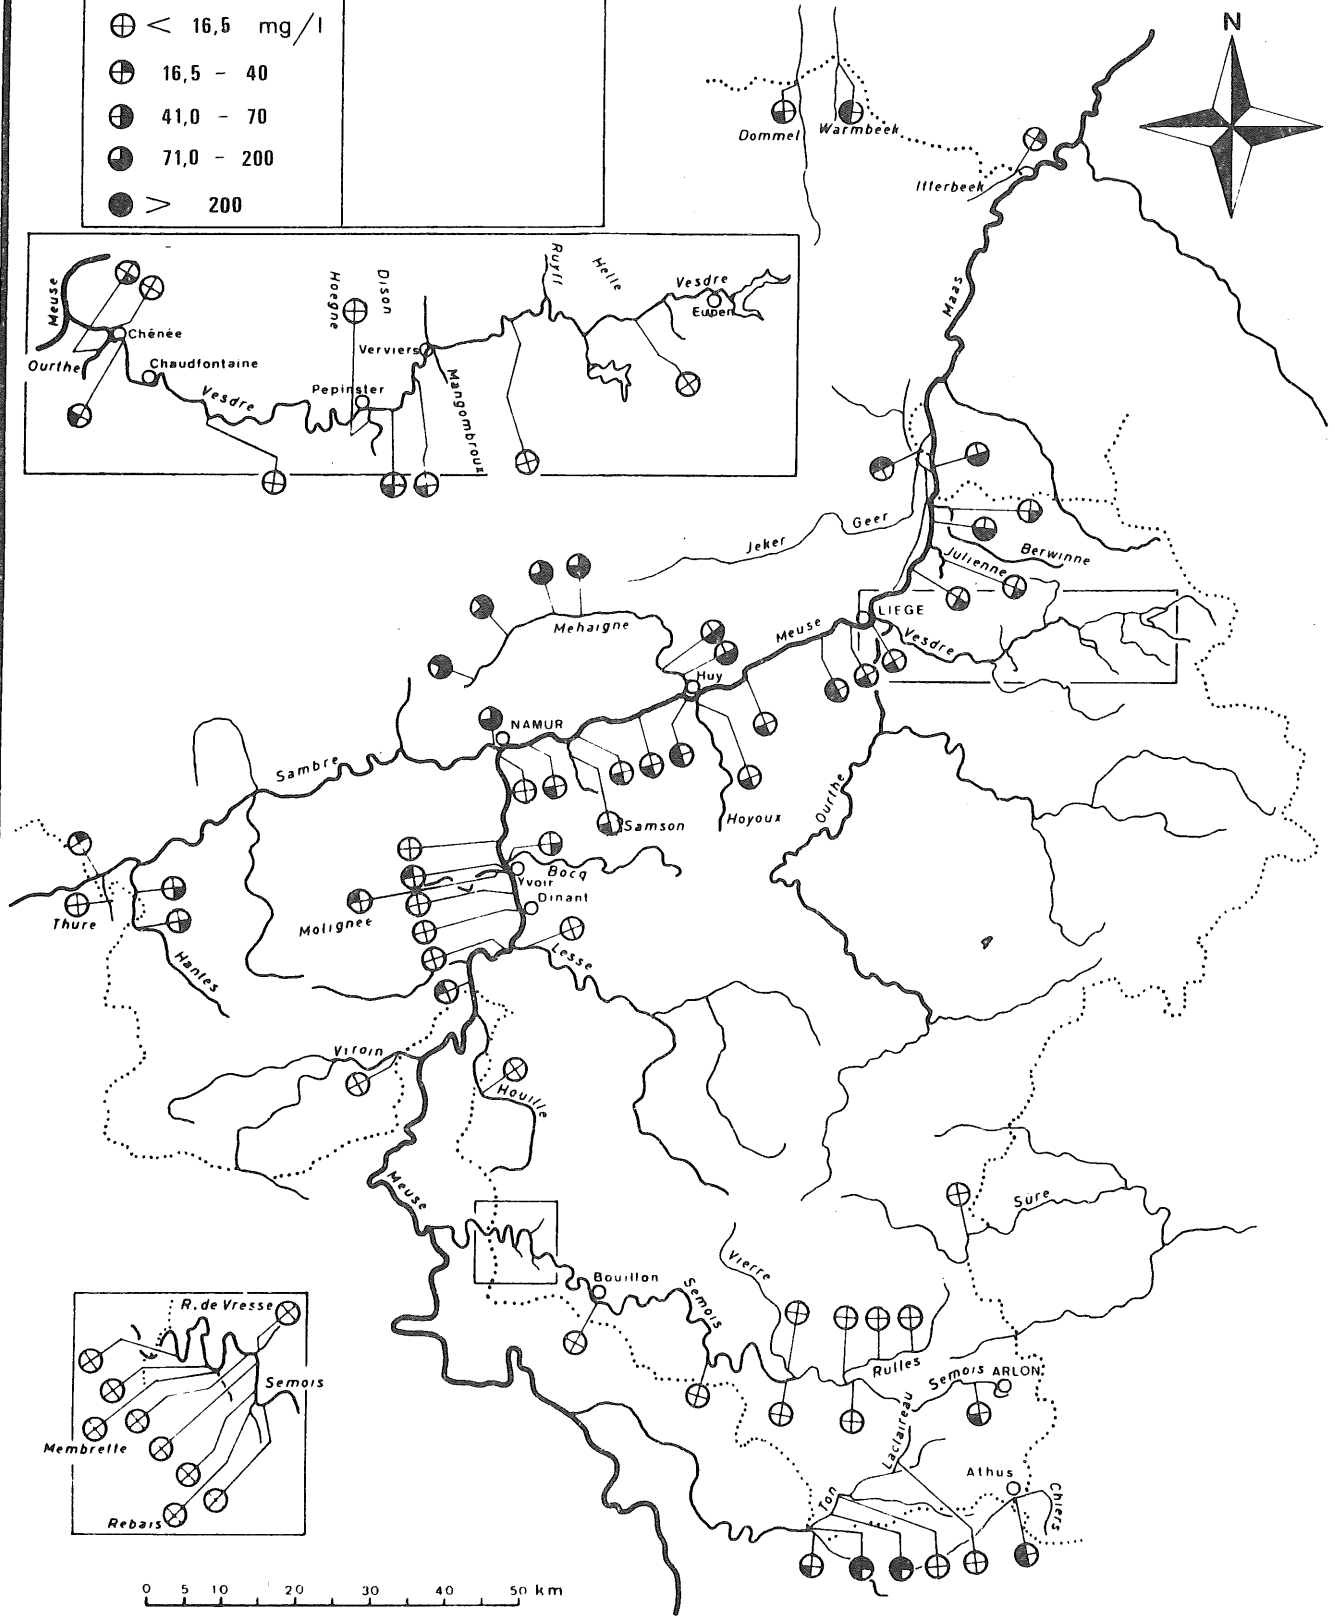 < 16,5 mg/l
16,5 - 40
41,0 - 70
71,0 - 200
> 200
N
Dommel
Warmbeek
Itterbeek
Maas
Meuse
Chênée
Ourthe
Chaudfontaine
Vesdre
Hoegne
Dison
Pepinster
Verviers
Mangombroux
Ruyff
Helle
Vesdre
Eupen
Jeker
Geer
Berwinne
Julienne
LIEGE
Vesdre
Mehaigne
Meuse
Huy
NAMUR
Sambre
Samson
Hoyoux
Ourthe
Bocq
Yvoir
Dinant
Molignee
Thure
Hantes
Lesse
Viroin
Houille
Meuse
Sûre
Vierre
Bouillon
Semois
Rulles
Semois
ARLON
Laclaireau
R. de Vresse
Semois
Membrette
Rebais
Athus
Ton
Chiers
0 5 10 20 30 40 50 km